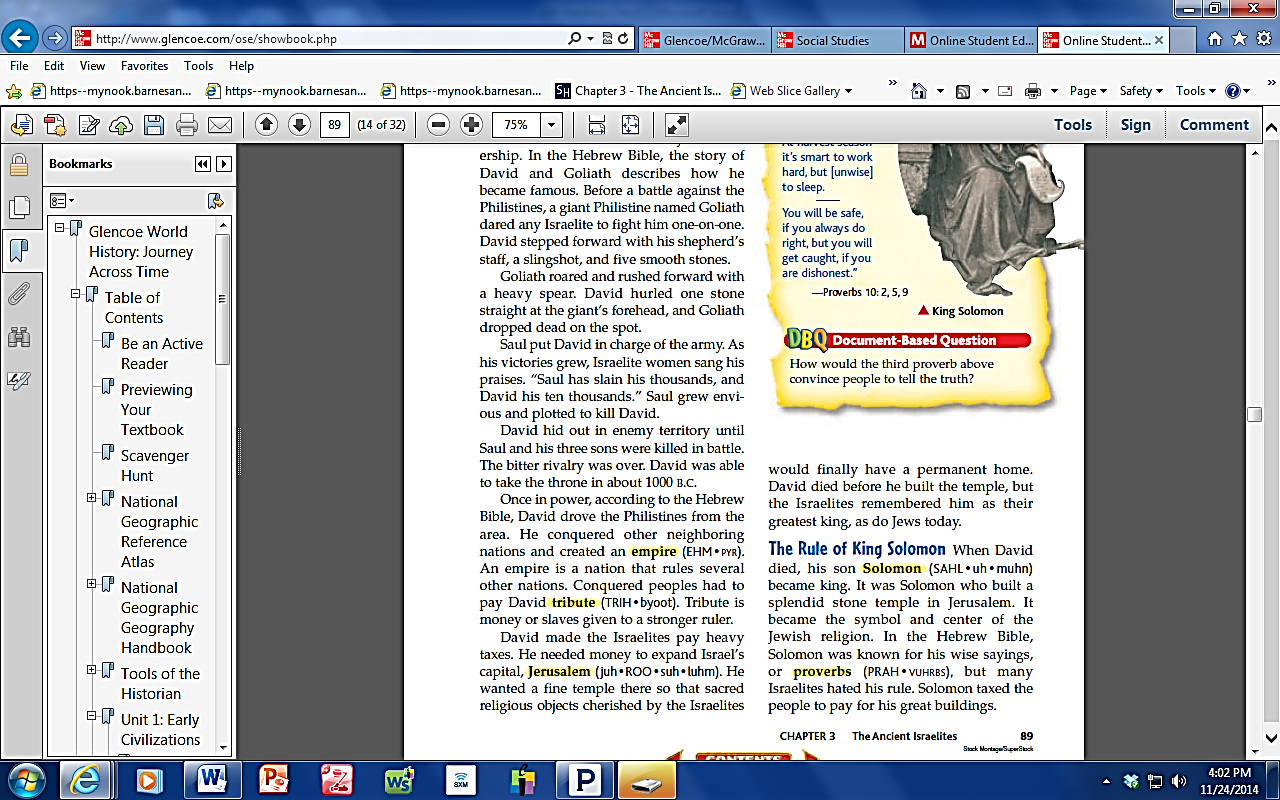 http://www.glencoe.com/ose/showbook.php
Glencoe/McGraw...
Social Studies
Online Student Ed...
Online Student...
File Edit View Favorites Tools Help
https--mynook.barnesan...
https--mynook.barnesan...
https--mynook.barnesan...
Chapter 3 - The Ancient Is...
Web Slice Gallery
Page
Safety
Tools
89 (14 of 32)
75%
Tools Sign Comment
Bookmarks
Glencoe World
History: Journey
Across Time
Table of
Contents
Be an Active
Reader
Previewing
Your
Textbook
Scavenger
Hunt
National
Geographic
Reference
Atlas
National
Geographic
Geography
Handbook
Tools of the
Historian
Unit 1: Early
Civilizations
ership. In the Hebrew Bible, the story of
David and Goliath describes how he
became famous. Before a battle against the
Philistines, a giant Philistine named Goliath
dared any Israelite to fight him one-on-one.
David stepped forward with his shepherd's
staff, a slingshot, and five smooth stones.
Goliath roared and rushed forward with
a heavy spear. David hurled one stone
straight at the giant's forehead, and Goliath
dropped dead on the spot.
Saul put David in charge of the army. As
his victories grew, Israelite women sang his
praises. "Saul has slain his thousands, and
David his ten thousands." Saul grew envi-
ous and plotted to kill David.
David hid out in enemy territory until
Saul and his three sons were killed in battle.
The bitter rivalry was over. David was able
to take the throne in about 1000 B.C.
Once in power, according to the Hebrew
Bible, David drove the Philistines from the
area. He conquered other neighboring
nations and created an empire (EHM•PYR).
An empire is a nation that rules several
other nations. Conquered peoples had to
pay David tribute (TRIH•byoot). Tribute is
money or slaves given to a stronger ruler.
David made the Israelites pay heavy
taxes. He needed money to expand Israel's
capital, Jerusalem (juh•ROO•suh•luhm). He
wanted a fine temple there so that sacred
religious objects cherished by the Israelites
At harvest season
it's smart to work
hard, but [unwise]
to sleep.
You will be safe,
if you always do
right, but you will
get caught, if you
are dishonest."
—Proverbs 10: 2, 5, 9
King Solomon
DBQ Document-Based Question
How would the third proverb above
convince people to tell the truth?
would finally have a permanent home.
David died before he built the temple, but
the Israelites remembered him as their
greatest king, as do Jews today.
The Rule of King Solomon When David
died, his son Solomon (SAHL•uh•muhn)
became king. It was Solomon who built a
splendid stone temple in Jerusalem. It
became the symbol and center of the
Jewish religion. In the Hebrew Bible,
Solomon was known for his wise sayings,
or proverbs (PRAH•VUHRBS), but many
Israelites hated his rule. Solomon taxed the
people to pay for his great buildings.
CHAPTER 3 The Ancient Israelites 89
Stock Montage/SuperStock
CONTENTS
SXM
4:02 PM
11/24/2014